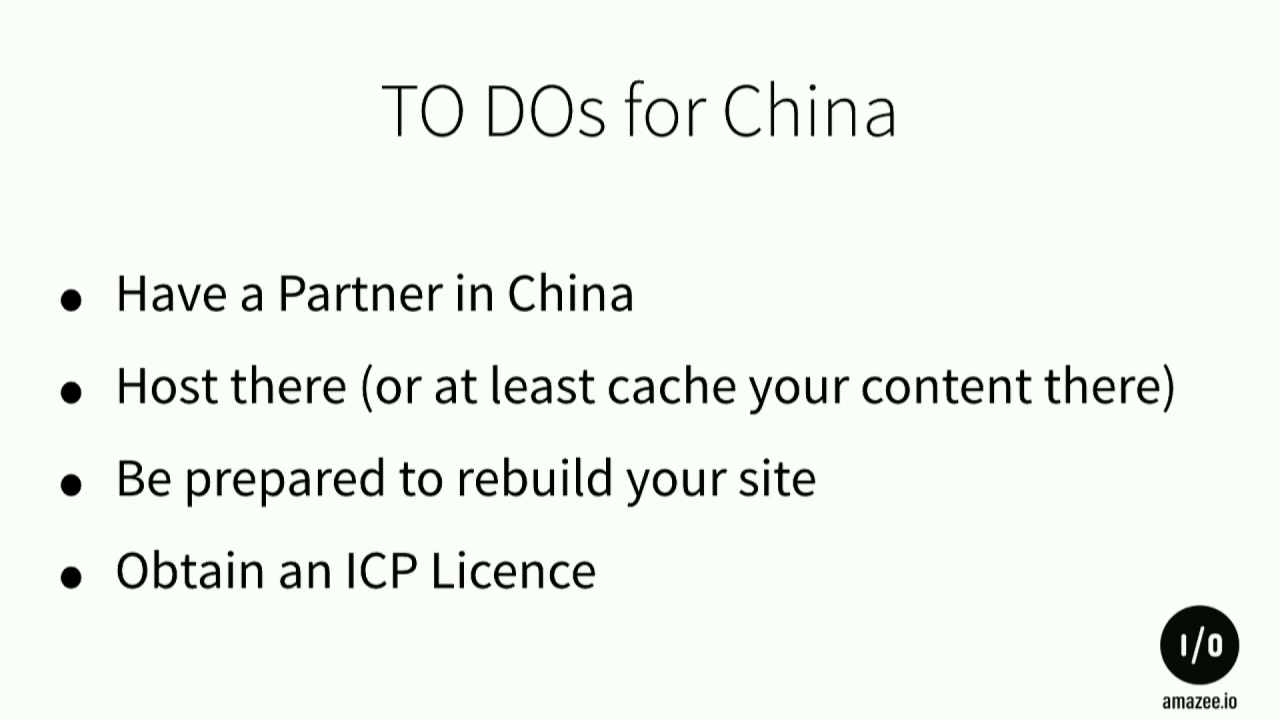 TO DOs for China
• Have a Partner in China
• Host there (or at least cache your content there)
• Be prepared to rebuild your site
• Obtain an ICP Licence
I/O
amazee.io